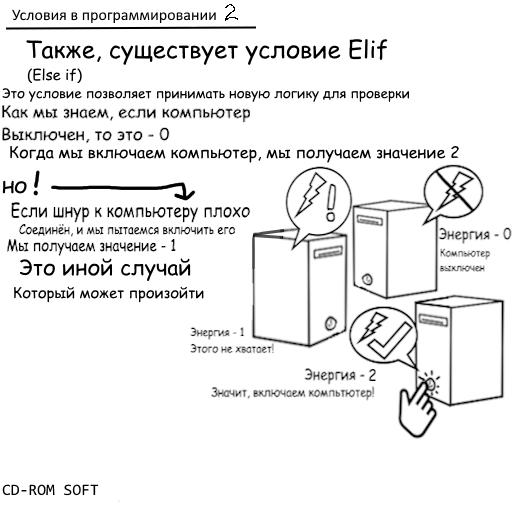 Условия в программировании 2
Также, существует условие Elif
(Else if)
Это условие позволяет принимать новую логику для проверки
Как мы знаем, если компьютер
Выключен, то это - 0
Когда мы включаем компьютер, мы получаем значение 2
но !
Если шнур к компьютеру плохо
Соединён, и мы пытаемся включить его
Мы получаем значение - 1
Это иной случай
Который может произойти
Энергия - 0
Компьютер
выключен
Энергия - 1
Этого не хватает!
Энергия - 2
Значит, включаем компьтютер!
CD-ROM SOFT